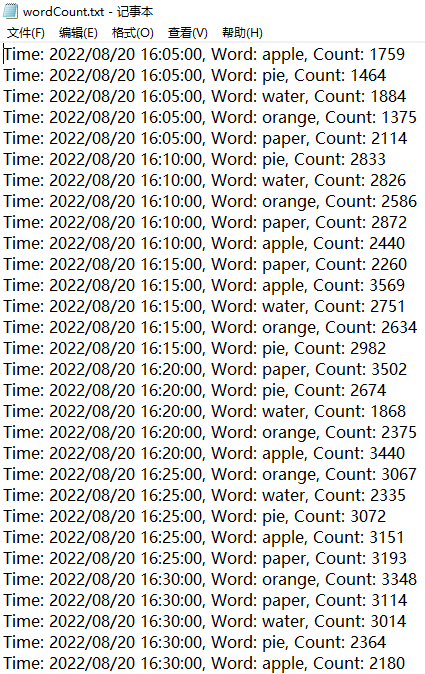 wordCount.txt - 记事本
文件(F) 编辑(E) 格式(O) 查看(V) 帮助(H)
Time: 2022/08/20 16:05:00, Word: apple, Count: 1759
Time: 2022/08/20 16:05:00, Word: pie, Count: 1464
Time: 2022/08/20 16:05:00, Word: water, Count: 1884
Time: 2022/08/20 16:05:00, Word: orange, Count: 1375
Time: 2022/08/20 16:05:00, Word: paper, Count: 2114
Time: 2022/08/20 16:10:00, Word: pie, Count: 2833
Time: 2022/08/20 16:10:00, Word: water, Count: 2826
Time: 2022/08/20 16:10:00, Word: orange, Count: 2586
Time: 2022/08/20 16:10:00, Word: paper, Count: 2872
Time: 2022/08/20 16:10:00, Word: apple, Count: 2440
Time: 2022/08/20 16:15:00, Word: paper, Count: 2260
Time: 2022/08/20 16:15:00, Word: apple, Count: 3569
Time: 2022/08/20 16:15:00, Word: water, Count: 2751
Time: 2022/08/20 16:15:00, Word: orange, Count: 2634
Time: 2022/08/20 16:15:00, Word: pie, Count: 2982
Time: 2022/08/20 16:20:00, Word: paper, Count: 3502
Time: 2022/08/20 16:20:00, Word: pie, Count: 2674
Time: 2022/08/20 16:20:00, Word: water, Count: 1868
Time: 2022/08/20 16:20:00, Word: orange, Count: 2375
Time: 2022/08/20 16:20:00, Word: apple, Count: 3440
Time: 2022/08/20 16:25:00, Word: orange, Count: 3067
Time: 2022/08/20 16:25:00, Word: water, Count: 2335
Time: 2022/08/20 16:25:00, Word: pie, Count: 3072
Time: 2022/08/20 16:25:00, Word: apple, Count: 3151
Time: 2022/08/20 16:25:00, Word: paper, Count: 3193
Time: 2022/08/20 16:30:00, Word: orange, Count: 3348
Time: 2022/08/20 16:30:00, Word: paper, Count: 3114
Time: 2022/08/20 16:30:00, Word: water, Count: 3014
Time: 2022/08/20 16:30:00, Word: pie, Count: 2364
Time: 2022/08/20 16:30:00, Word: apple, Count: 2180